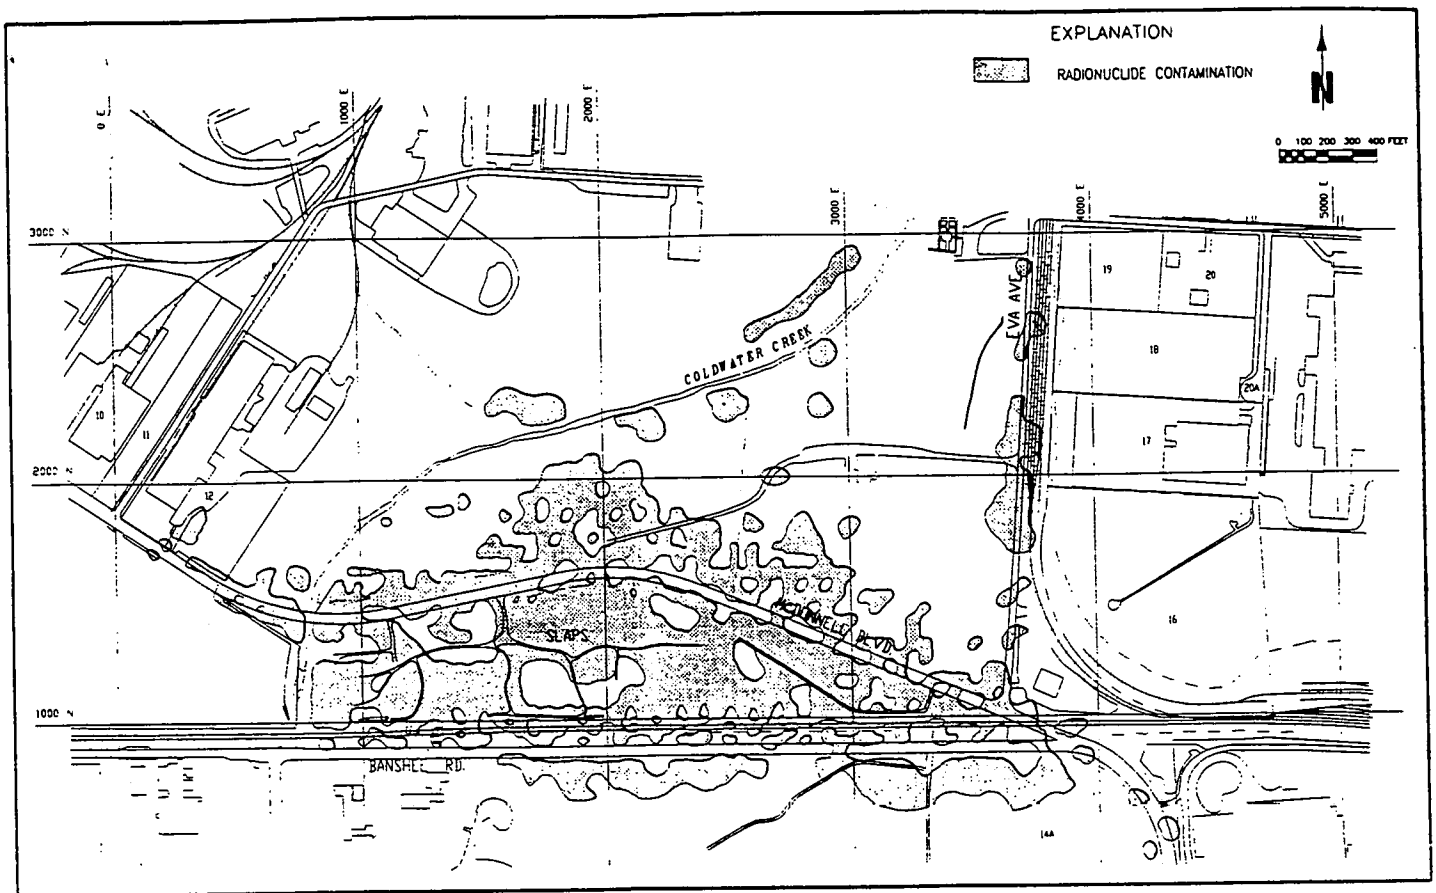 EXPLANATION
RADIONUCLIDE CONTAMINATION
N
0 100 200 300 400 FEET
0 E
1000 E
2000 E
3000 E
4000 E
5000 E
3000 N
19
20
EVA AVE
18
COLDWATER CREEK
20A
10
11
17
2000 N
12
16
McDONNELL BLVD.
SLAPS
1000 N
BANSHEE RD.
14A